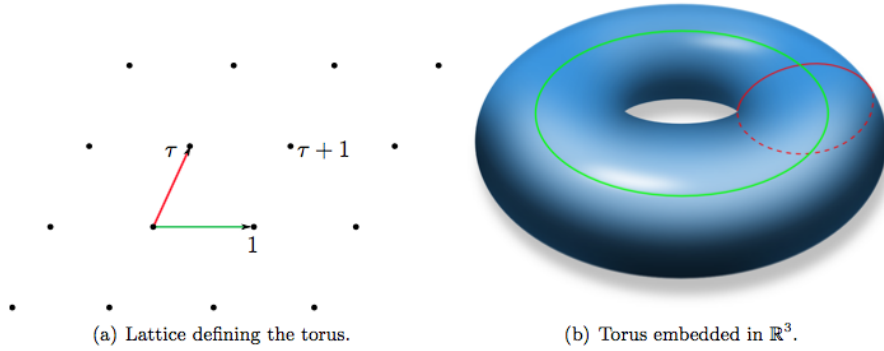 τ
τ + 1
1
(a) Lattice defining the torus.
(b) Torus embedded in ℝ³.